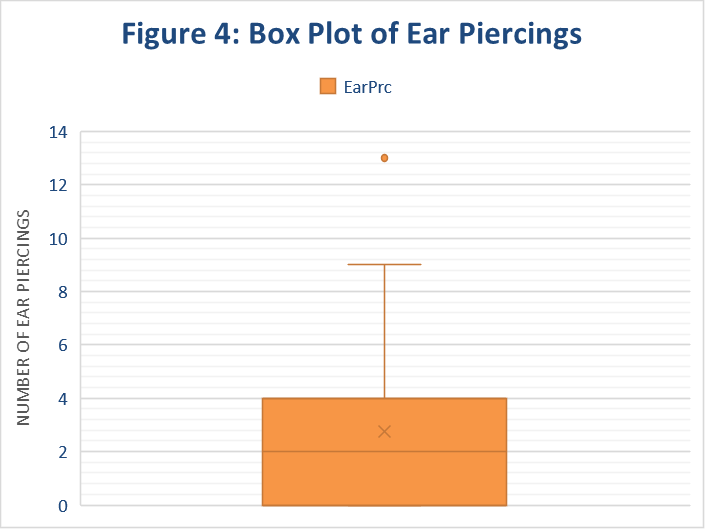 Figure 4: Box Plot of Ear Piercings
EarPrc
NUMBER OF EAR PIERCINGS
14
12
10
8
6
4
2
0